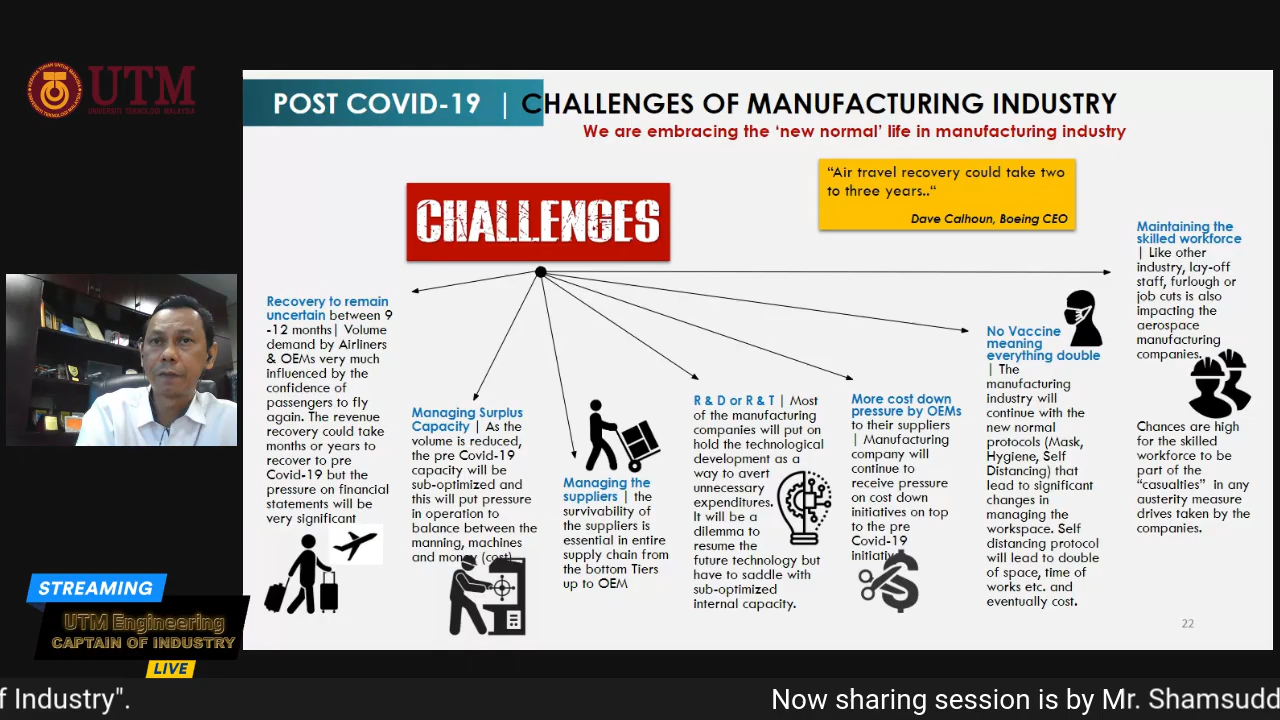 UTM
UNIVERSITI TEKNOLOGI MALAYSIA
POST COVID-19 | CHALLENGES OF MANUFACTURING INDUSTRY
We are embracing the ‘new normal’ life in manufacturing industry
“Air travel recovery could take two
to three years..“
Dave Calhoun, Boeing CEO
CHALLENGES
Recovery to remain
uncertain between 9
-12 months| Volume
demand by Airliners
& OEMs very much
influenced by the
confidence of
passengers to fly
again. The revenue
recovery could take
months or years to
recover to pre
Covid-19 but the
pressure on financial
statements will be
very significant
Managing Surplus
Capacity | As the
volume is reduced,
the pre Covid-19
capacity will be
sub-optimized and
this will put pressure
in operation to
balance between the
manning, machines
and money (cost)
Managing the
suppliers | the
survivability of
the suppliers is
essential in entire
supply chain from
the bottom Tiers
up to OEM
R & D or R & T | Most
of the manufacturing
companies will put on
hold the technological
development as a
way to avert
unnecessary
expenditures.
It will be a
dilemma to
resume the
future technology but
have to saddle with
sub-optimized
internal capacity.
More cost down
pressure by OEMs
to their suppliers
| Manufacturing
company will
continue to
receive pressure
on cost down
initiatives on top
to the pre
Covid-19
initiativ
No Vaccine
meaning
everything double
| The
manufacturing
industry will
continue with the
new normal
protocols (Mask,
Hygiene, Self
Distancing) that
lead to significant
changes in
managing the
workspace. Self
distancing protocol
will lead to double
of space, time of
works etc. and
eventually cost.
Maintaining the
skilled workforce
| Like other
industry, lay-off
staff, furlough or
job cuts is also
impacting the
aerospace
manufacturing
companies.
Chances are high
for the skilled
workforce to be
part of the
“casualties” in any
austerity measure
drives taken by the
companies.
22
STREAMING
UTM Engineering
CAPTAIN OF INDUSTRY
LIVE
f Industry".
Now sharing session is by Mr. Shamsudd